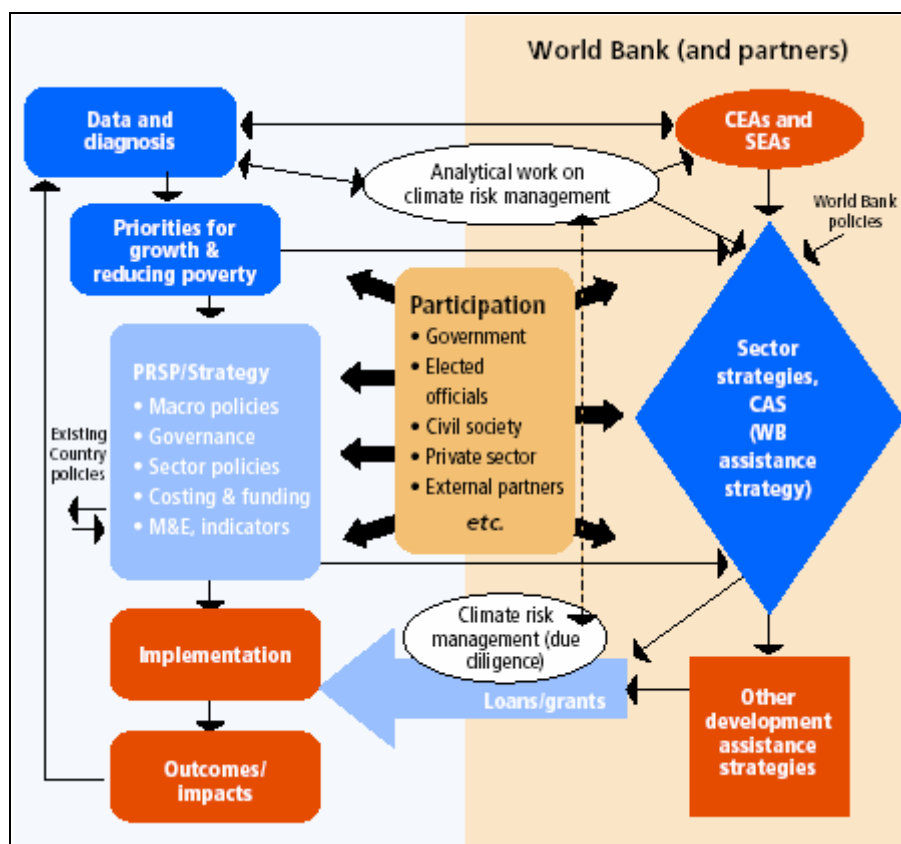 World Bank (and partners)
Data and
diagnosis
CEAs and
SEAs
Analytical work on
climate risk management
World Bank
policies
Priorities for
growth &
reducing poverty
Participation
• Government
• Elected
officials
• Civil society
• Private sector
• External partners
etc.
PRSP/Strategy
• Macro policies
• Governance
• Sector policies
• Costing & funding
• M&E, indicators
Existing
Country
policies
Sector
strategies,
CAS
(WB
assistance
strategy)
Climate risk
management (due
diligence)
Implementation
Loans/grants
Other
development
assistance
strategies
Outcomes/
impacts